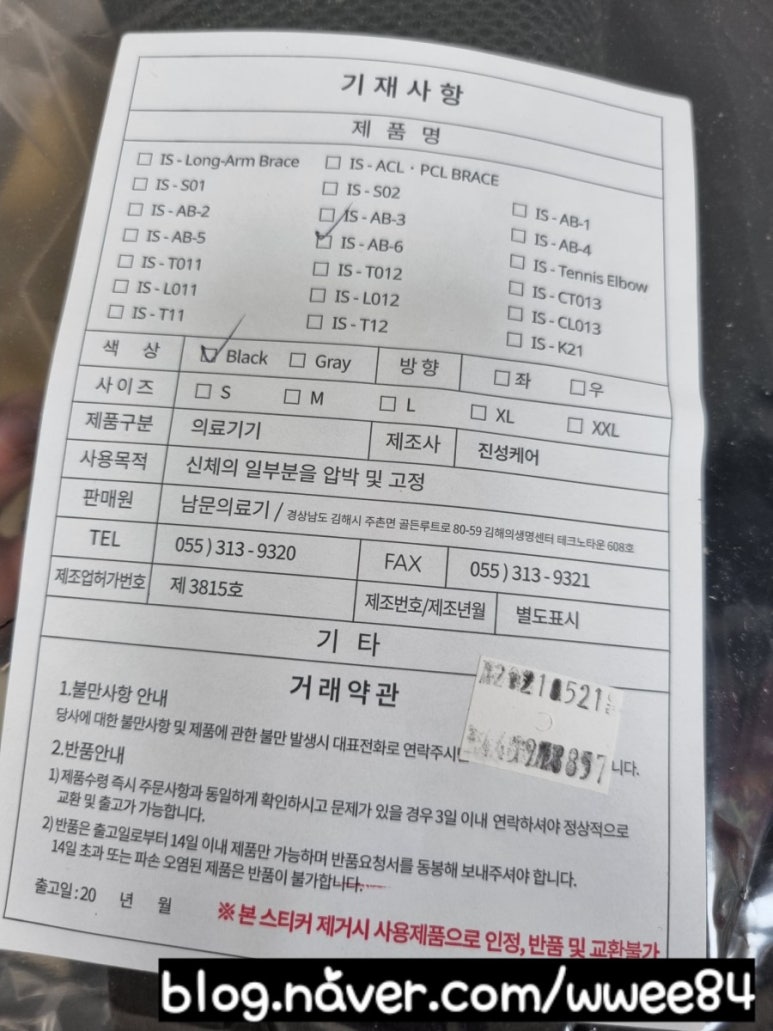 기재사항
제 품 명
☐ IS - Long-Arm Brace ☐ IS - ACL · PCL BRACE
☐ IS - S01 ☐ IS - S02 ☐ IS - AB-1
☐ IS - AB-2 ☐ IS - AB-3 ☐ IS - AB-4
☐ IS - AB-5 ☑ IS - AB-6 ☐ IS - Tennis Elbow
☐ IS - T011 ☐ IS - T012 ☐ IS - CT013
☐ IS - L011 ☐ IS - L012 ☐ IS - CL013
☐ IS - T11 ☐ IS - T12 ☐ IS - K21
색 상 ☑ Black ☐ Gray 방 향 ☐ 좌 ☐ 우
사 이 즈 ☐ S ☐ M ☐ L ☐ XL ☐ XXL
제품구분 의료기기 제조사 진성케어
사용목적 신체의 일부분을 압박 및 고정
판매원 남문의료기 / 경상남도 김해시 주촌면 골든루트로 80-59 김해의생명센터 테크노타운 608호
TEL 055 ) 313 - 9320 FAX 055 ) 313 - 9321
제조업허가번호 제 3815호 제조번호/제조년월 별도표시
기 타
거 래 약 관
1.불만사항 안내
당사에 대한 불만사항 및 제품에 관한 불만 발생시 대표전화로 연락주시면 니다.
2.반품안내
1) 제품수령 즉시 주문사항과 동일하게 확인하시고 문제가 있을 경우 3일 이내 연락하셔야 정상적으로
교환 및 출고가 가능합니다.
2) 반품은 출고일로부터 14일 이내 제품만 가능하며 반품요청서를 동봉해 보내주셔야 합니다.
14일 초과 또는 파손 오염된 제품은 반품이 불가합니다.
출고일 : 20 년 월
※ 본 스티커 제거시 사용제품으로 인정, 반품 및 교환불가
blog.naver.com/wwee84